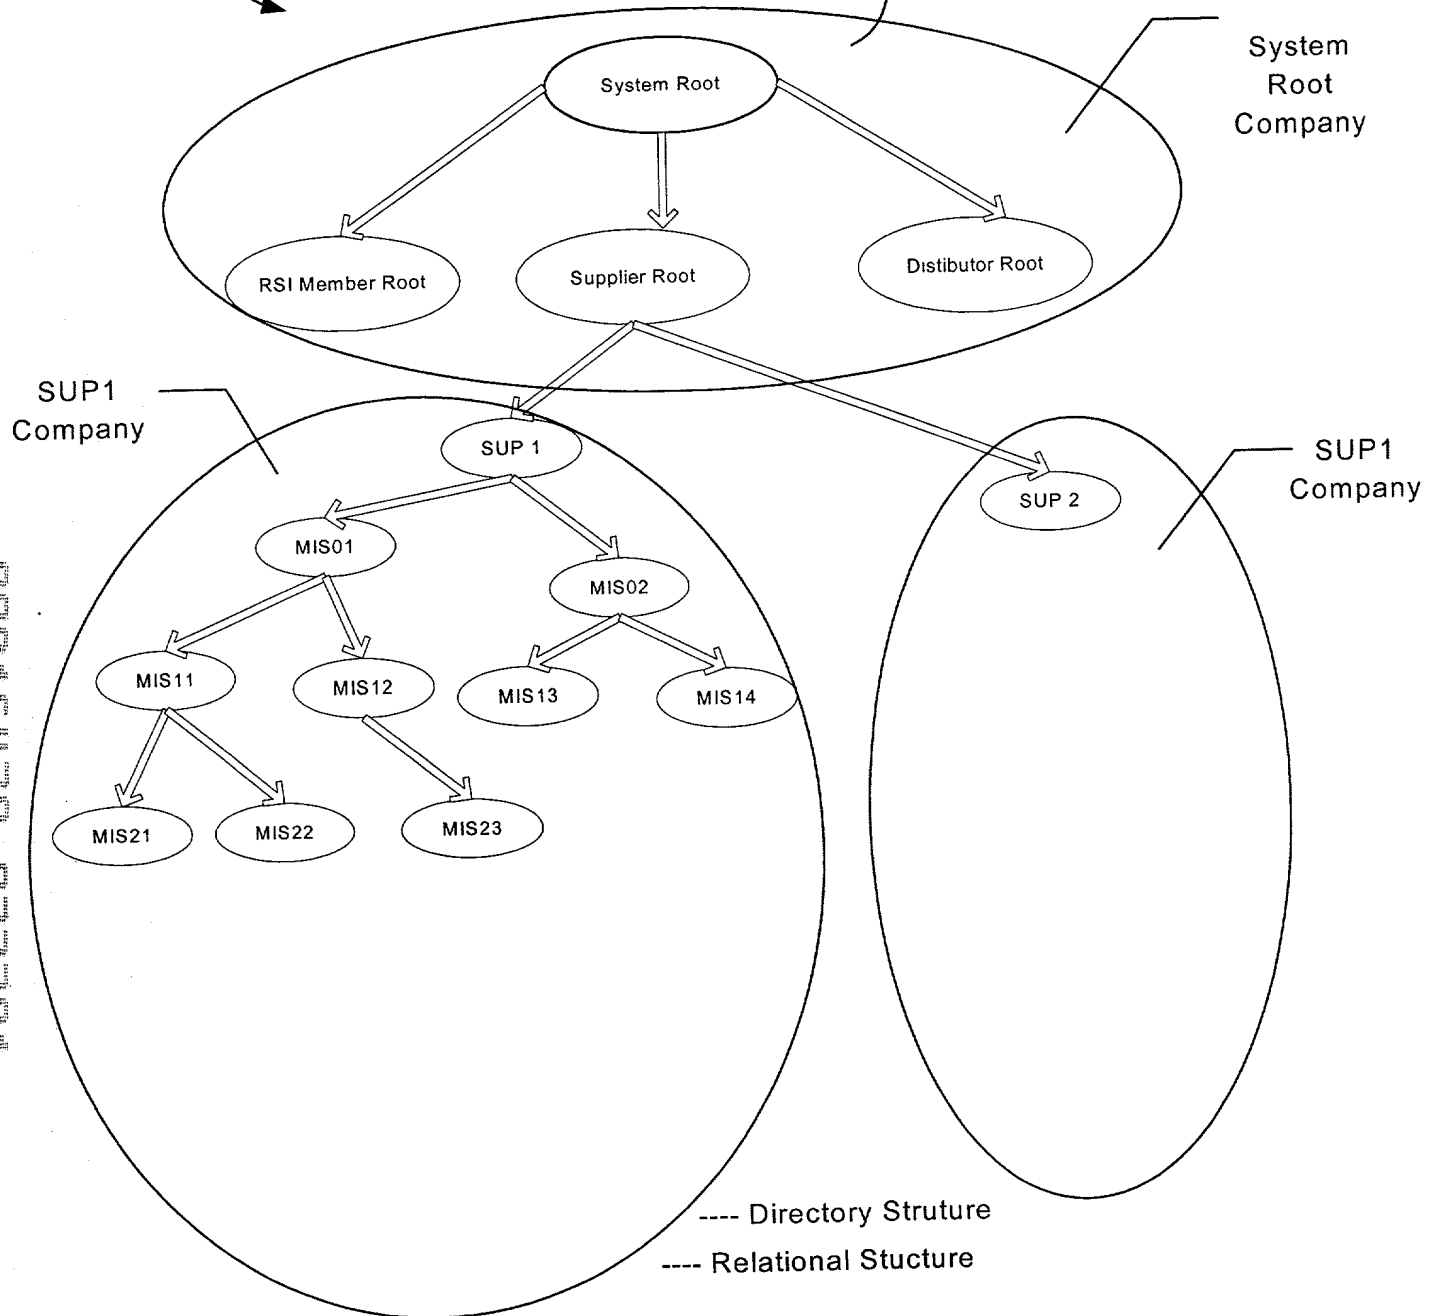 System
Root
Company
System Root
RSI Member Root
Supplier Root
Distibutor Root
SUP1
Company
SUP 1
SUP1
Company
SUP 2
MIS01
MIS02
MIS11
MIS12
MIS13
MIS14
MIS21
MIS22
MIS23
---- Directory Struture
---- Relational Stucture